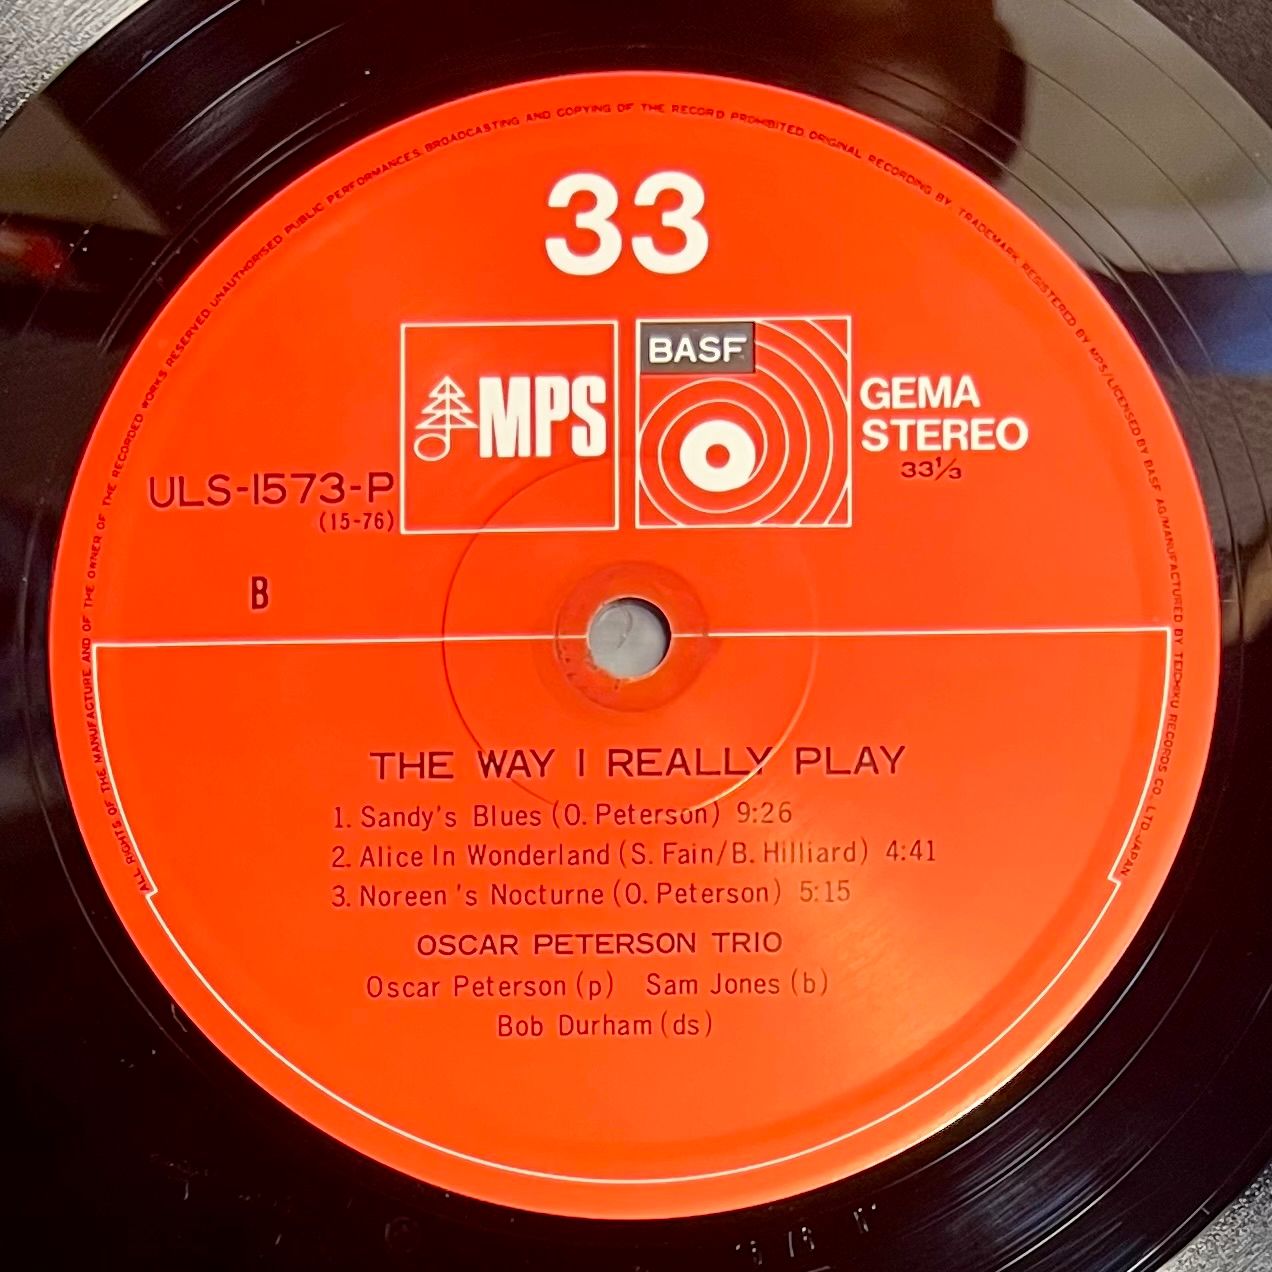 ALL RIGHTS OF THE MANUFACTURE AND OF THE OWNER OF THE RECORDED WORKS RESERVED UNAUTHORISED PUBLIC PERFORMANCES BROADCASTING AND COPYING OF THE RECORD PROHIBITED ORIGINAL RECORDING BY TRADEMARK REGISTERED BY MPS/LICENSED BY BASF AG/MANUFACTURED BY TEICHIKU RECORDS CO., LTD. JAPAN
33
MPS
BASF
GEMA
STEREO
33⅓
ULS-1573-P
(15-76)
B
THE WAY I REALLY PLAY
1. Sandy's Blues (O. Peterson) 9:26
2. Alice In Wonderland (S. Fain/B. Hilliard) 4:41
3. Noreen 's Nocturne (O. Peterson) 5:15
OSCAR PETERSON TRIO
Oscar Peterson (p) Sam Jones (b)
Bob Durham (ds)